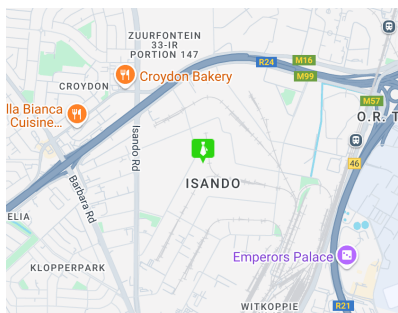 ZUURFONTEIN
33-IR
PORTION 147
R24
M16
M99
CROYDON
Croydon Bakery
M57
lla Bianca
Cuisine...
O.R. T
Isando Rd
46
ISANDO
Barbara Rd
ELIA
Emperors Palace
KLOPPERPARK
WITKOPPIE
R21